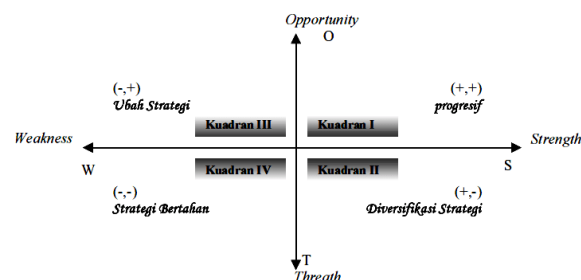 Opportunity
O
(-,+)
Ubah Strategi
(+,+)
progresif
Kuadran III
Kuadran I
Weakness
Strength
W
S
Kuadran IV
Kuadran II
(-,-)
Strategi Bertahan
(+,-)
Diversifikasi Strategi
T
Threath